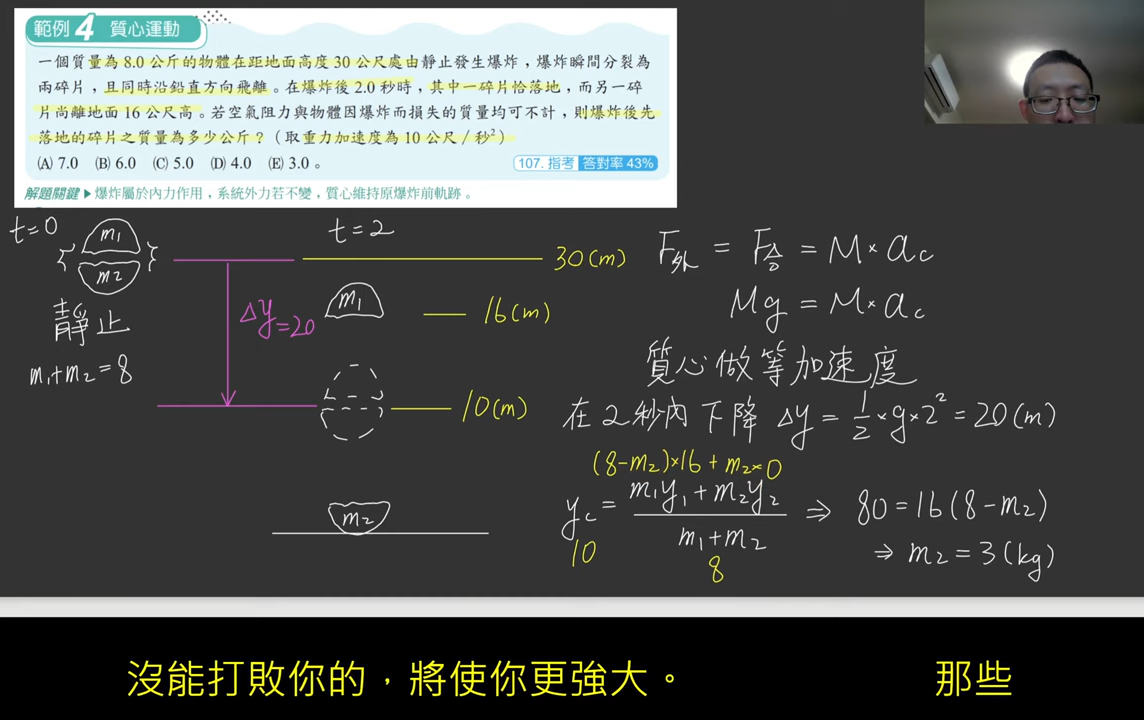 範例4 質心運動
一個質量為 8.0 公斤的物體在距地面高度 30 公尺處由靜止發生爆炸，爆炸瞬間分裂為
兩碎片，且同時沿鉛直方向飛離。在爆炸後 2.0 秒時，其中一碎片恰落地，而另一碎
片尚離地面 16 公尺高。若空氣阻力與物體因爆炸而損失的質量均可不計，則爆炸後先
落地的碎片之質量為多少公斤？（取重力加速度為 10 公尺／秒²）
(A) 7.0 (B) 6.0 (C) 5.0 (D) 4.0 (E) 3.0。
107. 指考 答對率 43%
解題關鍵▶爆炸屬於內力作用，系統外力若不變，質心維持原爆炸前軌跡。
t=0
m₁
m₂
靜止
m₁+m₂=8
Δy=20
t=2
30(m)
m₁
16(m)
10(m)
m₂
F外 = F合 = M×a꜀
Mg = M×a꜀
質心做等加速度
在2秒內下降 Δy = 1/2 ×g×2² = 20(m)
(8-m₂)×16 + m₂×0
y꜀ = (m₁y₁+m₂y₂)/(m₁+m₂) ⇒ 80=16(8-m₂)
10
8
⇒ m₂=3(kg)
沒能打敗你的，將使你更強大。 那些